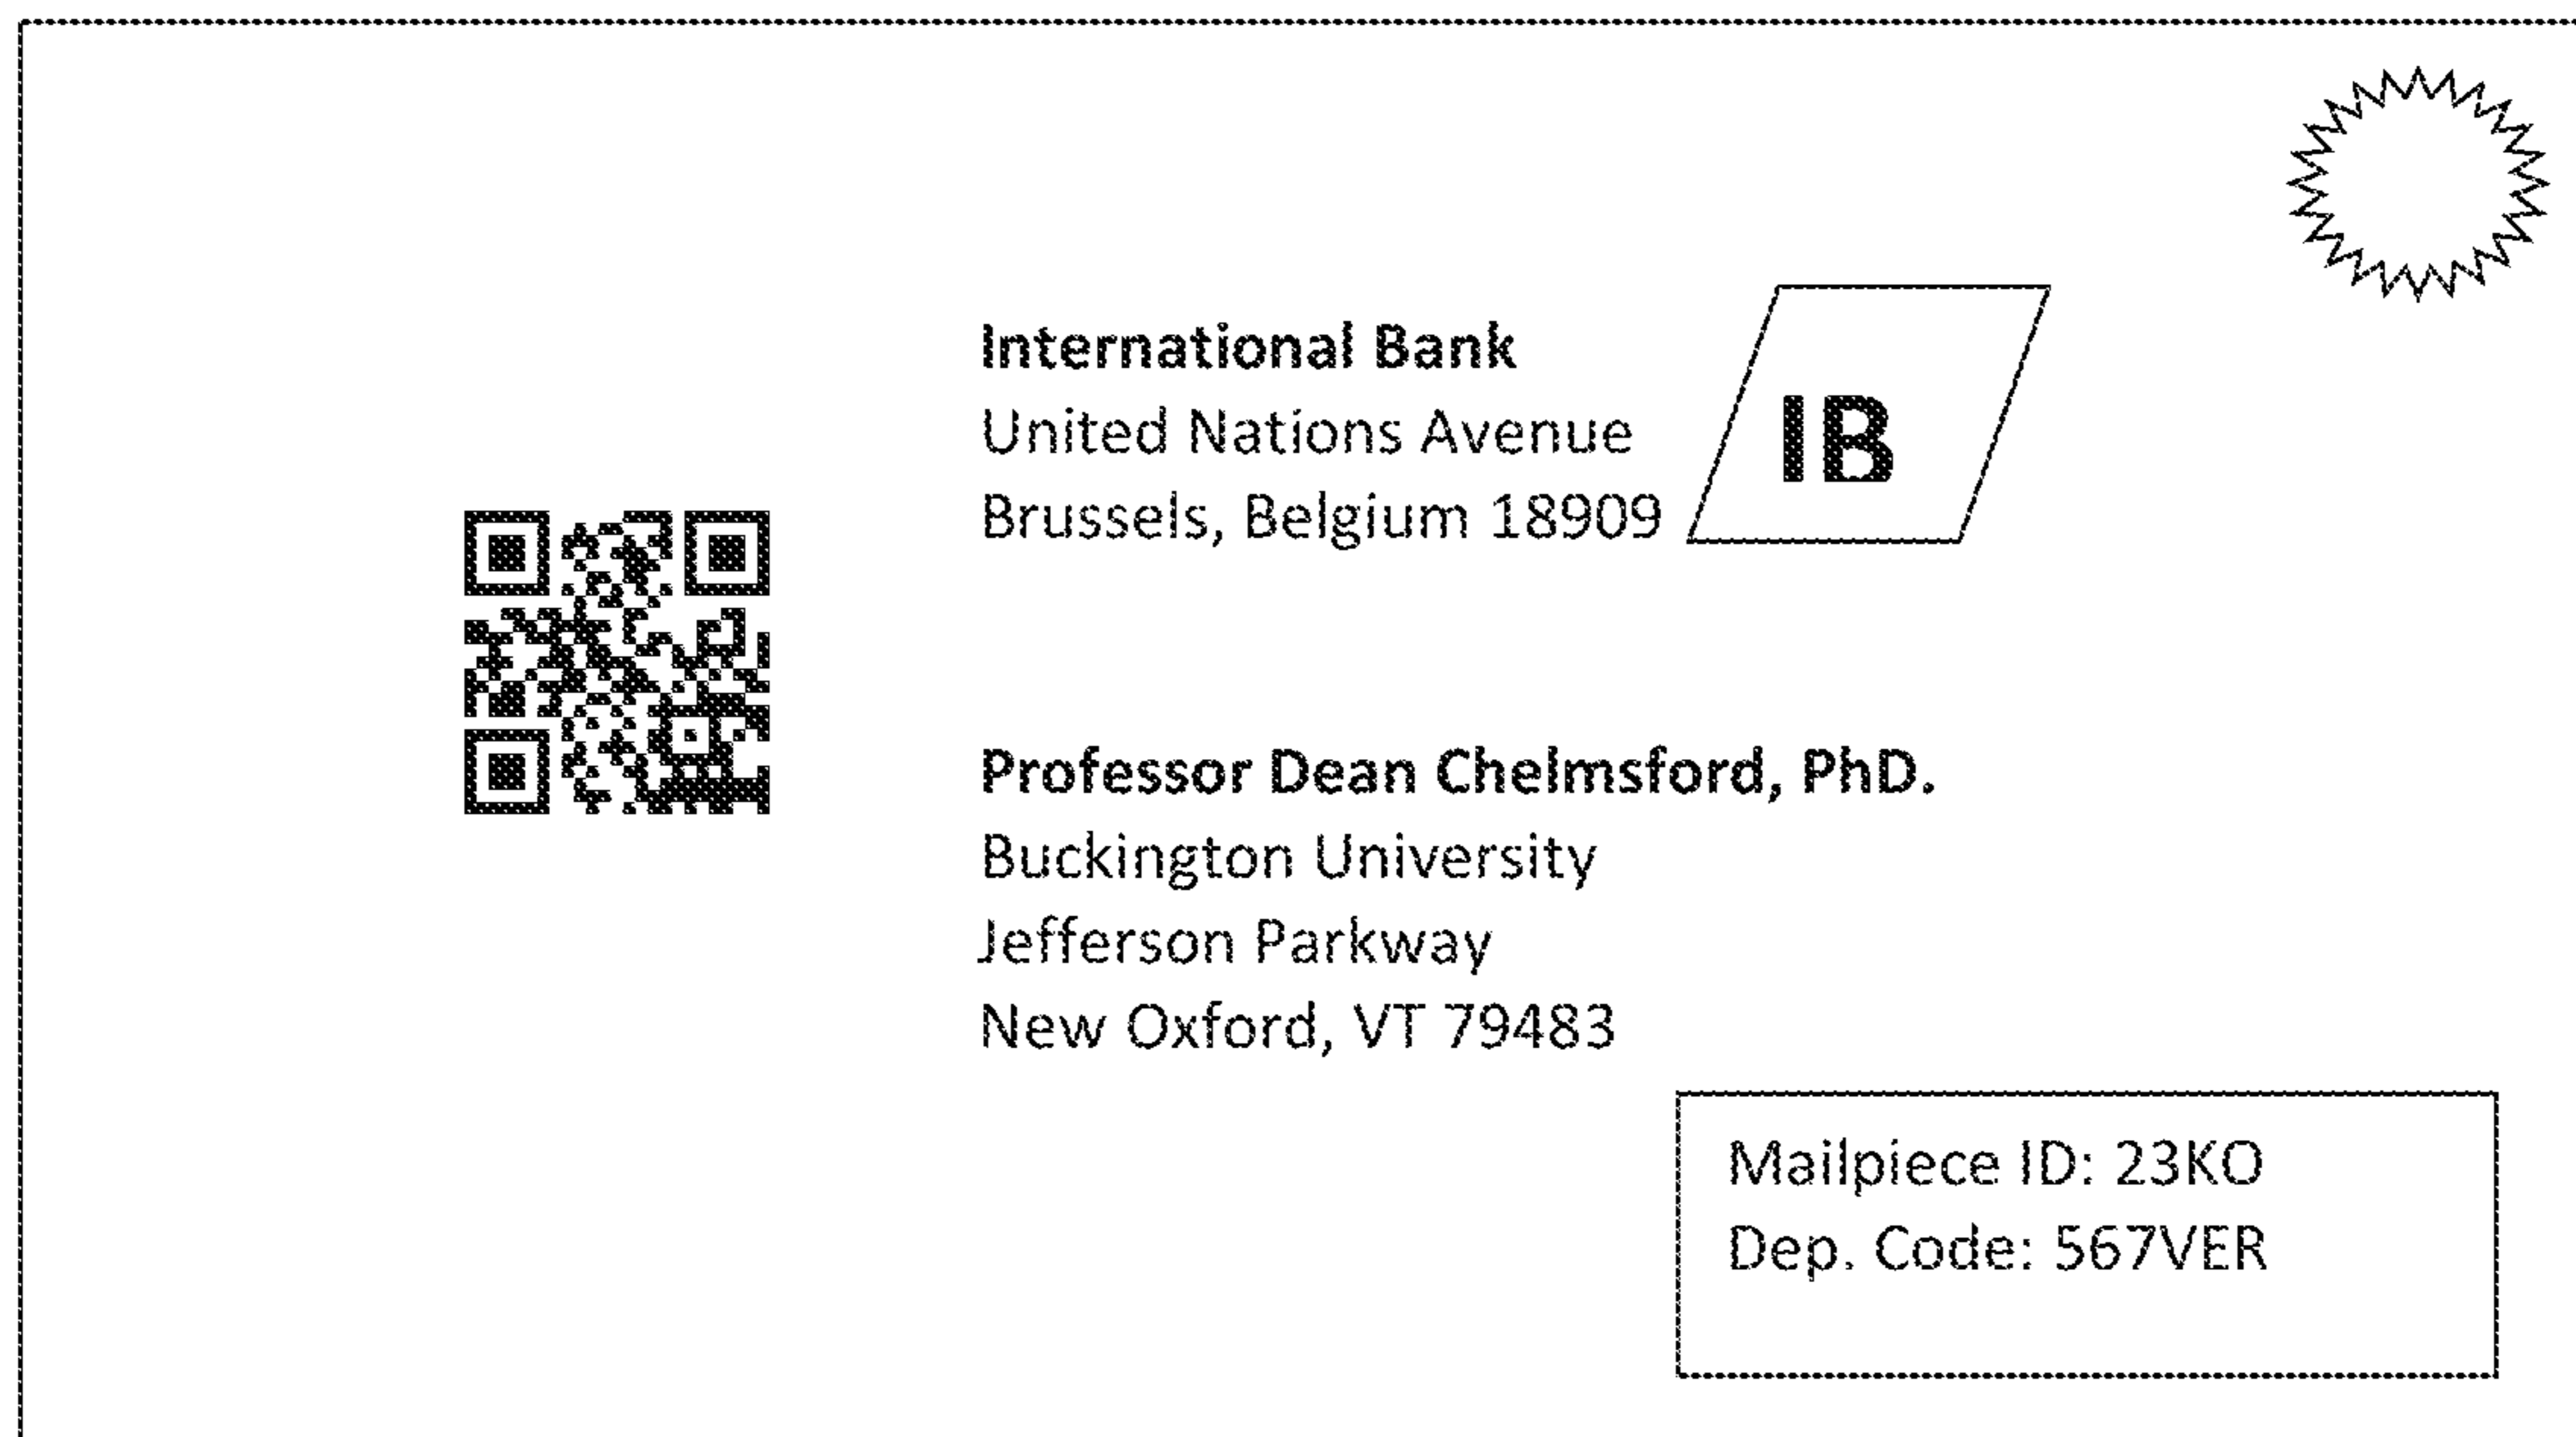 International Bank
United Nations Avenue
Brussels, Belgium 18909
IB
Professor Dean Chelmsford, PhD.
Buckington University
Jefferson Parkway
New Oxford, VT 79483
Mailpiece ID: 23KO
Dep. Code: 567VER